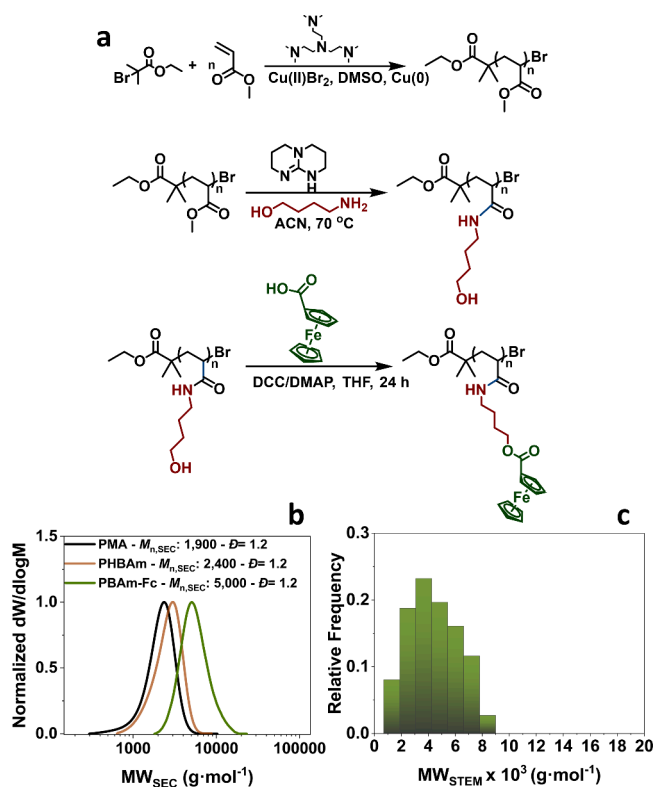 a
N
N
N
N
Br
O
O
+
n
O
O
Cu(II)Br₂, DMSO, Cu(0)
O
O
n
Br
O
O
O
O
n
Br
O
O
N
N
N
H
HO
NH₂
ACN, 70 °C
O
O
n
Br
HN
O
OH
O
O
n
Br
HN
O
OH
HO
O
Fe
DCC/DMAP, THF, 24 h
O
O
n
Br
HN
O
O
O
Fe
b
PMA - Mn,SEC: 1,900 - Đ= 1.2
PHBAm - Mn,SEC: 2,400 - Đ= 1.2
PBAm-Fc - Mn,SEC: 5,000 - Đ= 1.2
Normalized dW/dlogM
1.5
1.0
0.5
0.0
1000 10000 100000
MWSEC (g·mol⁻¹)
c
Relative Frequency
0.3
0.2
0.1
0.0
0 2 4 6 8 10 12 14 16 18 20
MWSTEM x 10³ (g·mol⁻¹)